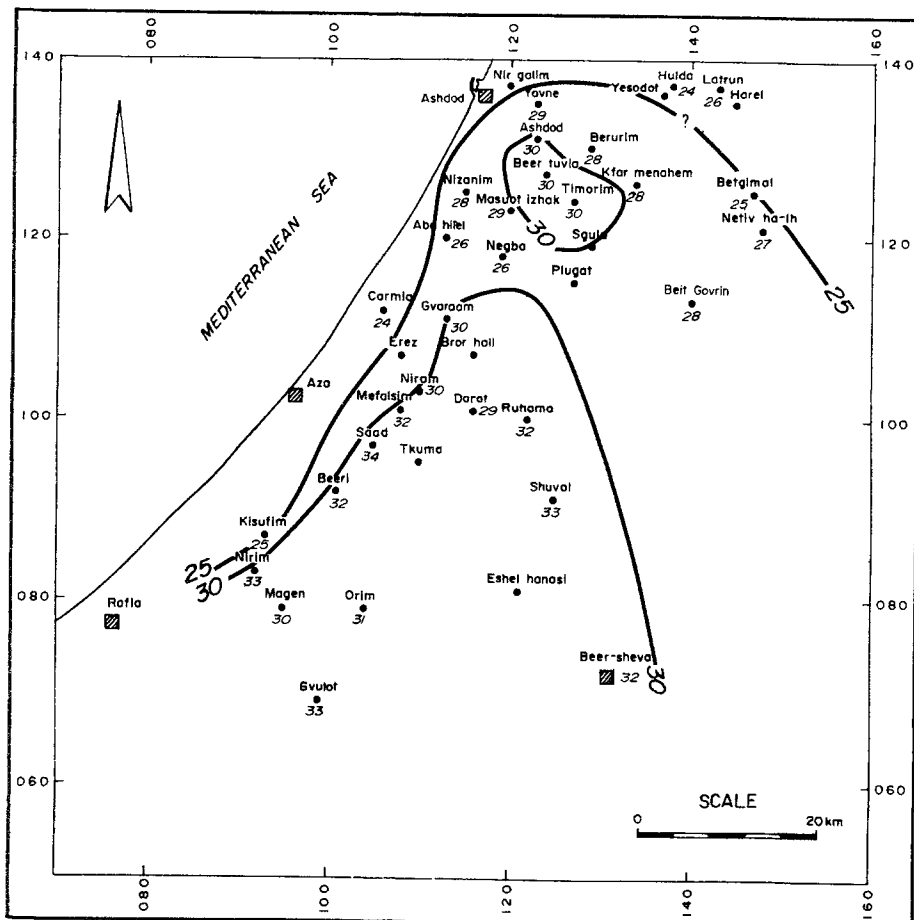 080
100
120
140
160
140
140
Nir galim
Hulda
24
Latrun
26
Harel
Yesodot
Ashdod
Yavne
29
?
Ashdod
30
Berurim
28
Beer tuvia
30
Kfar menahem
28
Nizanim
28
Timorim
30
Masuot izhak
29
Betgimal
25
Netiv ha-lh
27
30
MEDITERRANEAN SEA
120
120
26
Negba
26
Sgula
Plugat
25
Beit Govrin
28
Carmia
24
Gvaraam
30
Erez
Bror hail
Aza
Niram
30
Mefalsim
32
Dorot
29
Ruhama
32
100
100
Saad
34
Tkuma
Beeri
32
Shuval
33
Kisufim
25
25
30
Nirim
33
Magen
30
Orim
31
Eshel hanasi
080
080
Rafia
Beer-sheva
32
30
Gvulot
33
060
060
SCALE
0
20 km
080
100
120
140
160